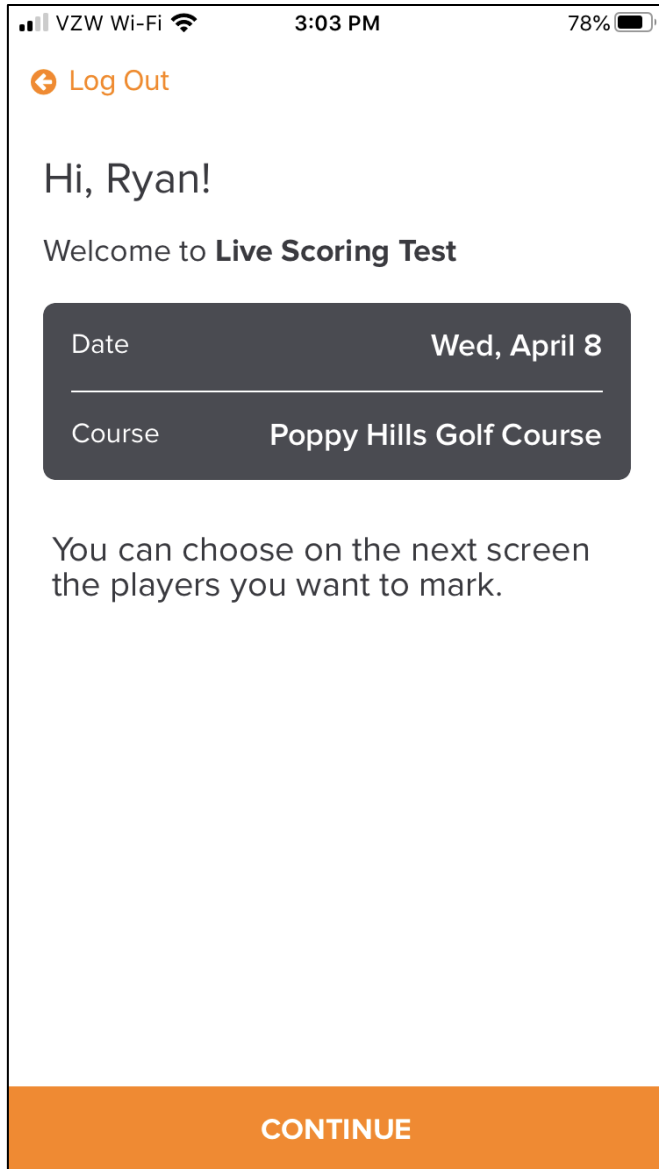 VZW Wi-Fi 3:03 PM 78%
Log Out
Hi, Ryan!
Welcome to Live Scoring Test
Date Wed, April 8
Course Poppy Hills Golf Course
You can choose on the next screen
the players you want to mark.
CONTINUE